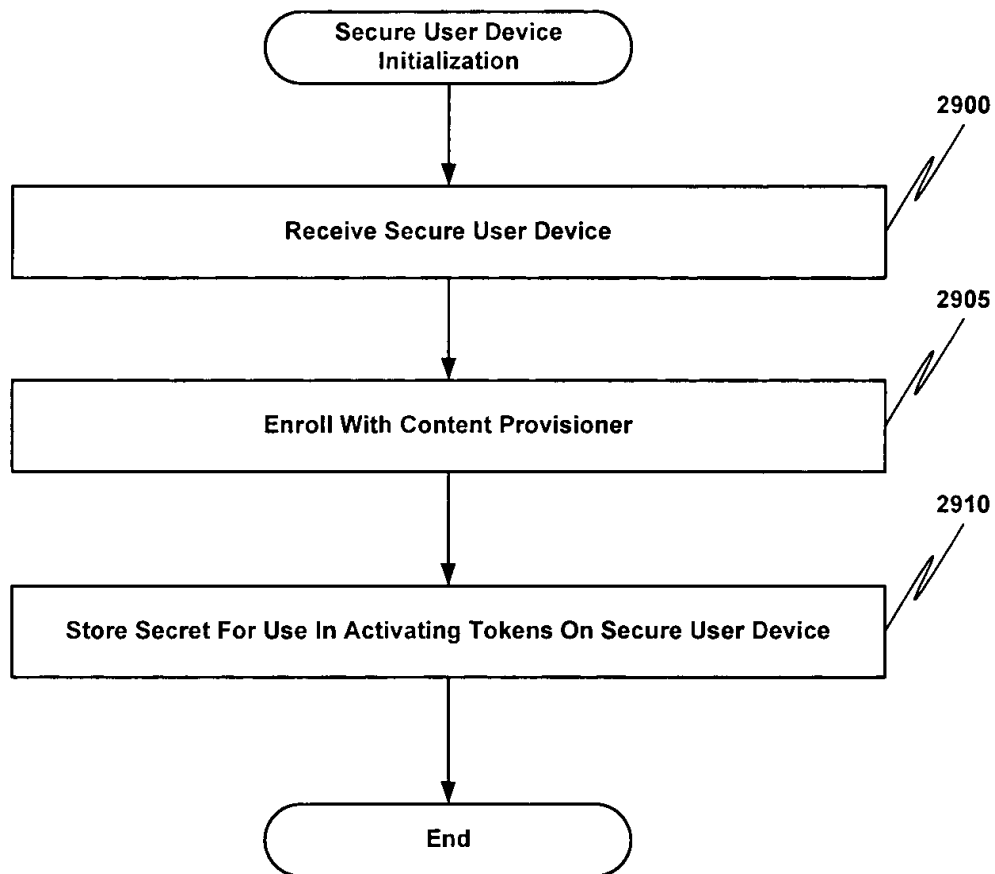 Secure User Device
Initialization
2900
Receive Secure User Device
2905
Enroll With Content Provisioner
2910
Store Secret For Use In Activating Tokens On Secure User Device
End